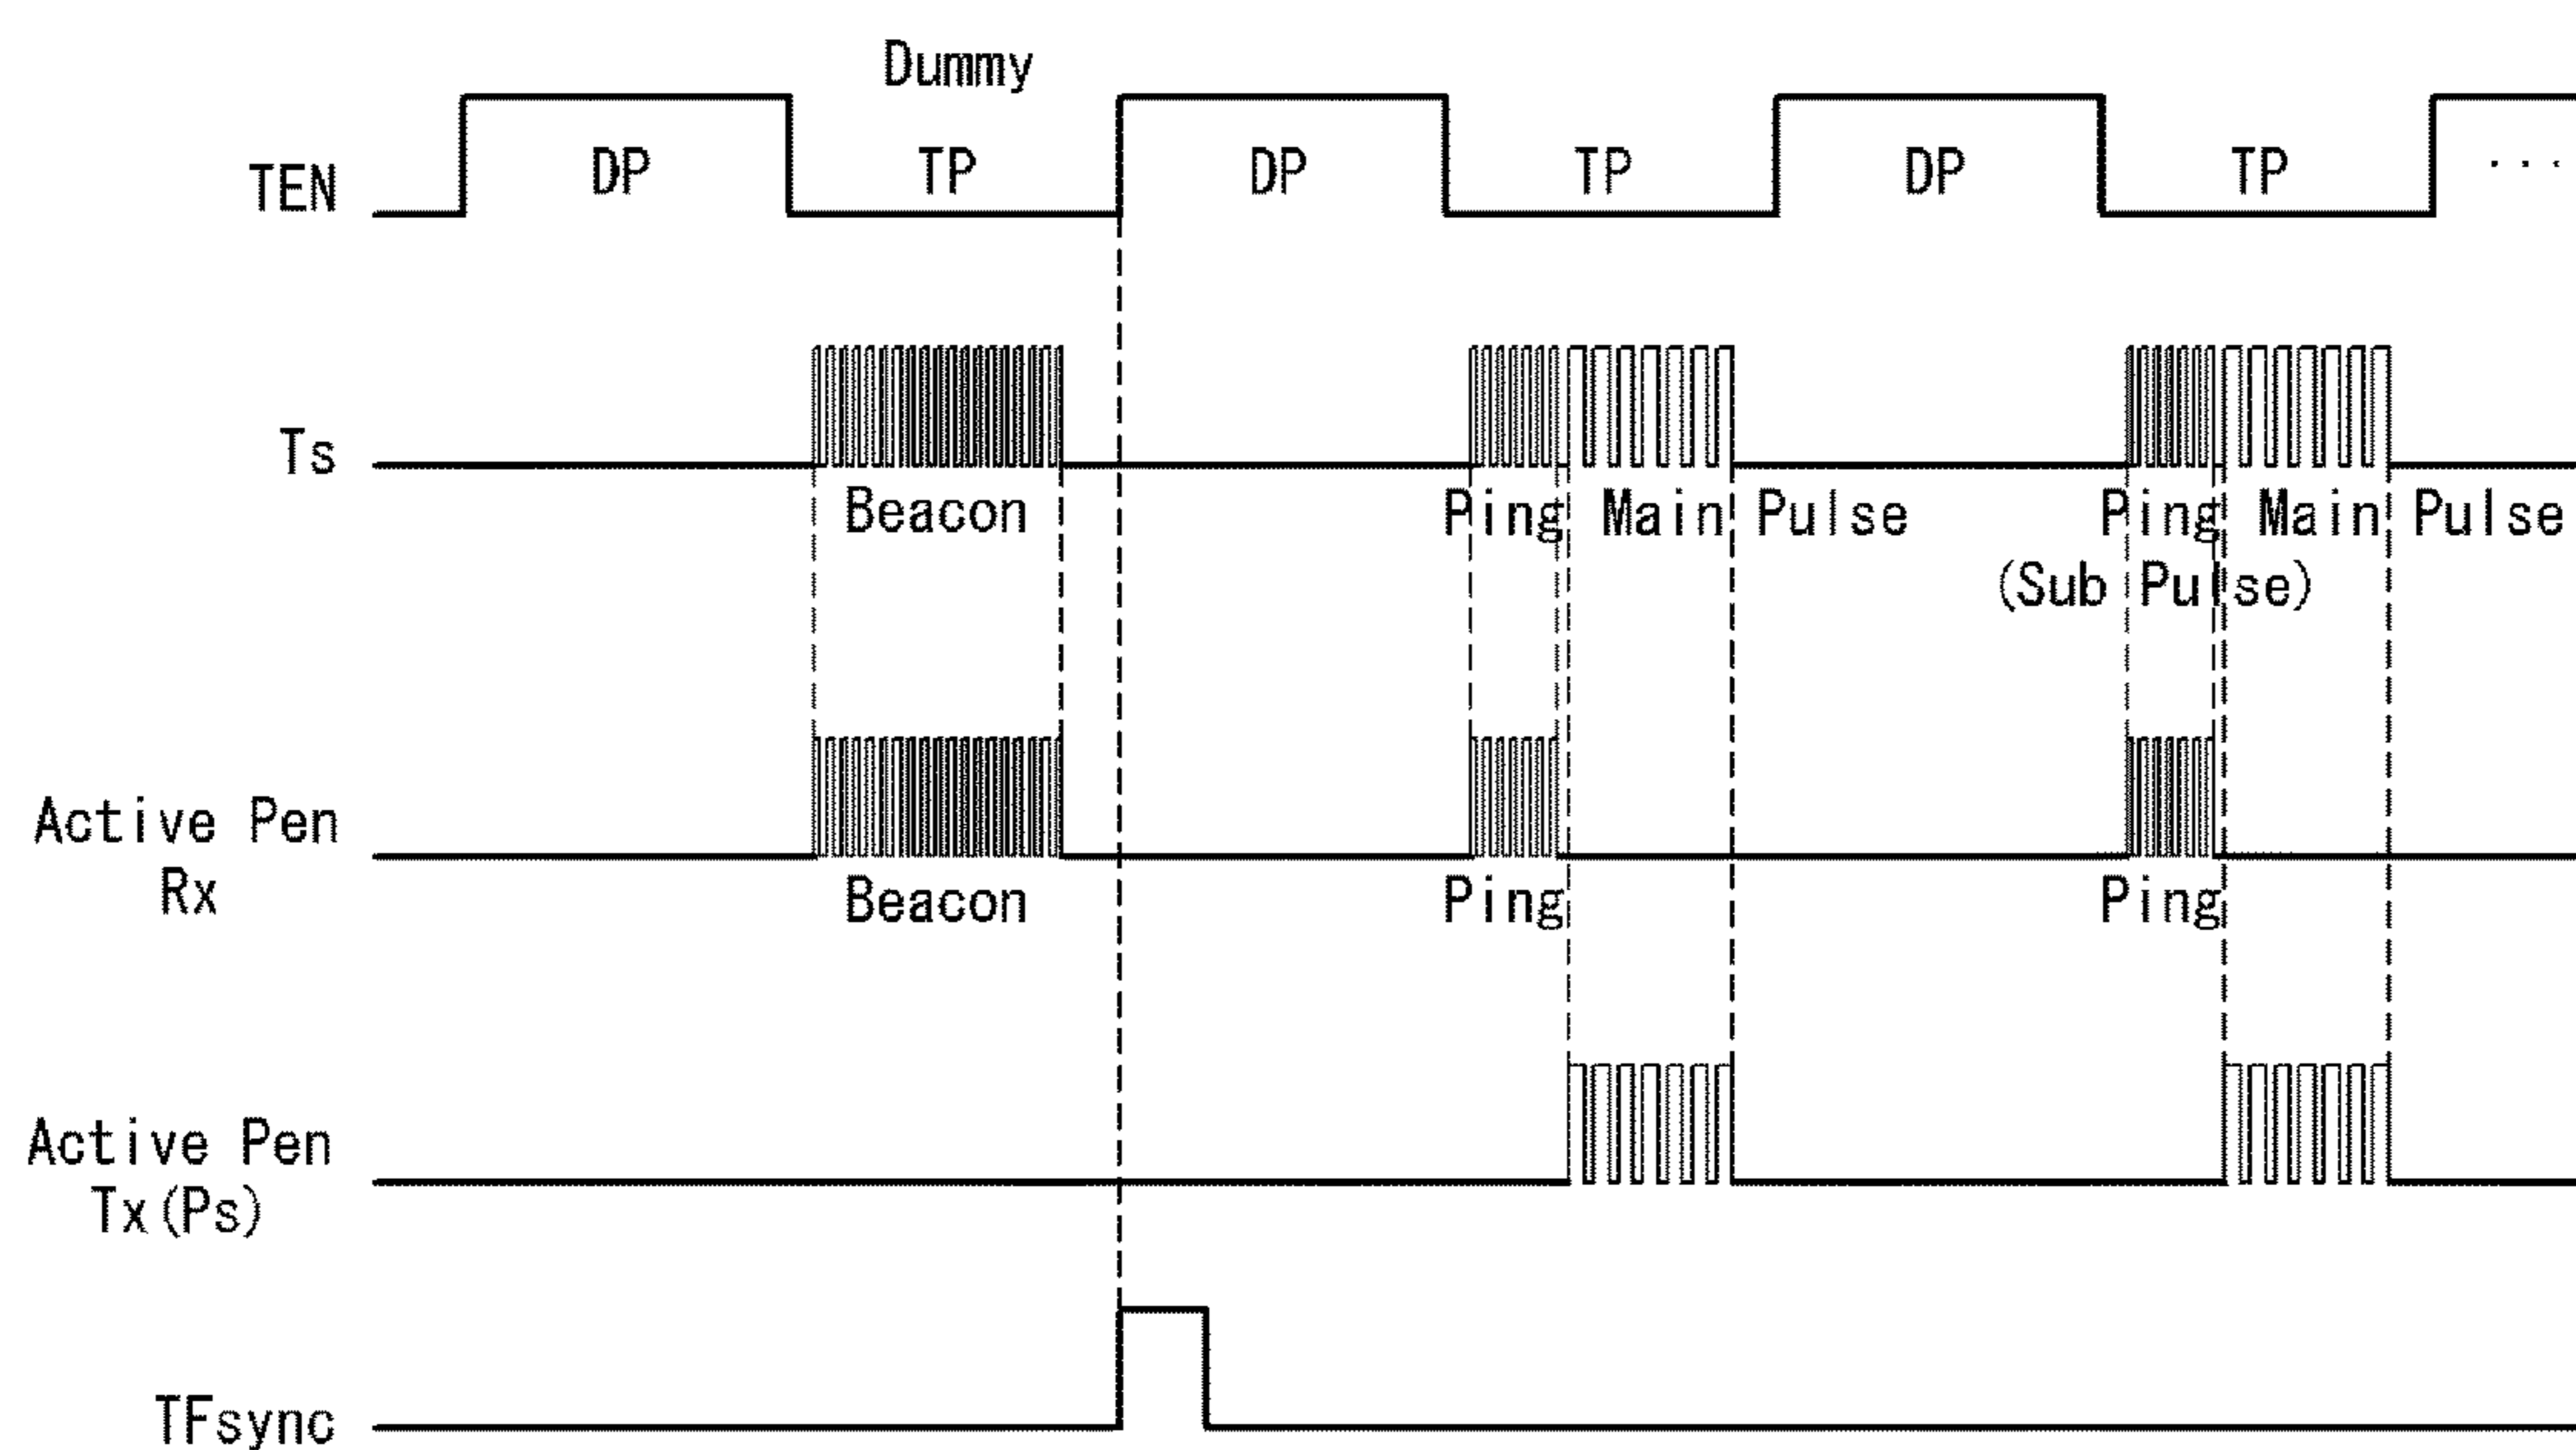 Dummy
TEN DP TP DP TP DP TP ...
Ts
Beacon Ping Main Pulse Ping Main Pulse
(Sub Pulse)
Active Pen
Rx
Beacon Ping Ping
Active Pen
Tx(Ps)
TFsync